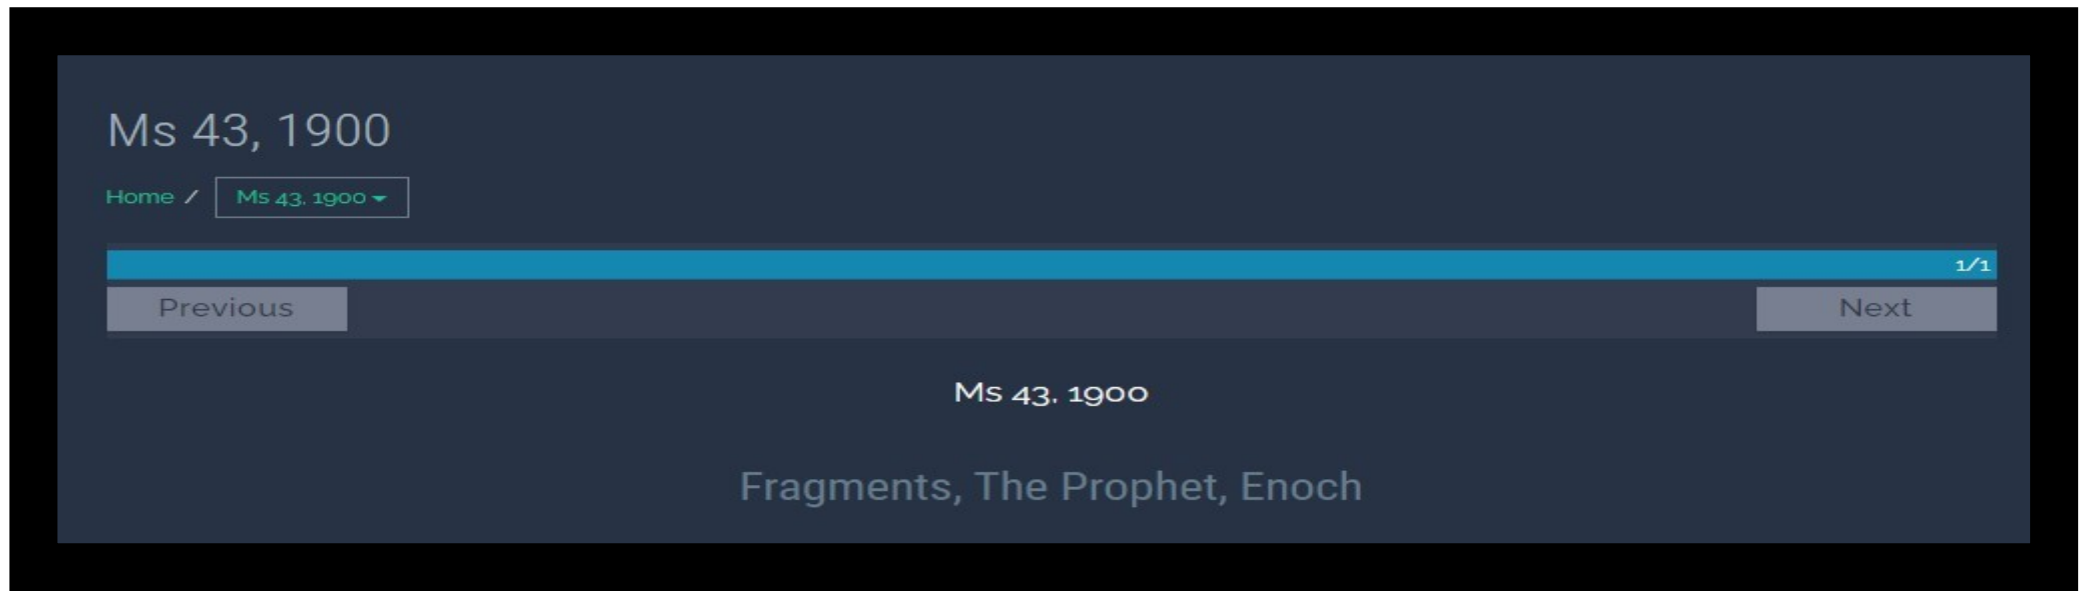 Ms 43, 1900
Home / Ms 43, 1900
1/1
Previous Next
Ms 43, 1900
Fragments, The Prophet, Enoch